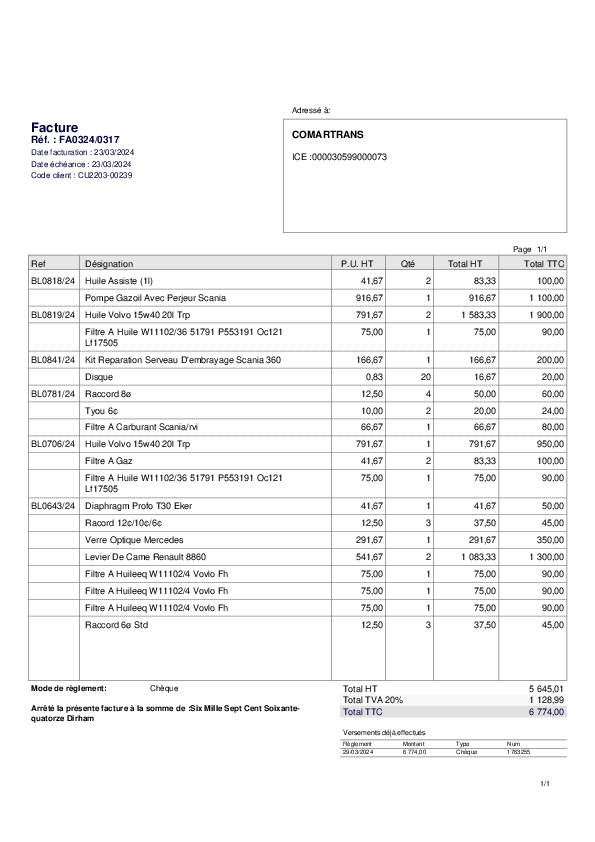 Adressé à:
Facture
Réf. : FA0324/0317
Date facturation : 23/03/2024
Date échéance : 23/03/2024
Code client : CU2203-00239
COMARTRANS
ICE :000030599000073
Page 1/1
Ref Désignation P.U. HT Qté Total HT Total TTC
BL0818/24 Huile Assiste (1l) 41,67 2 83,33 100,00
Pompe Gazoil Avec Perjeur Scania 916,67 1 916,67 1 100,00
BL0819/24 Huile Volvo 15w40 20l Trp 791,67 2 1 583,33 1 900,00
Filtre A Huile W11102/36 51791 P553191 Oc121 75,00 1 75,00 90,00
Lf17505
BL0841/24 Kit Reparation Serveau D'embrayage Scania 360 166,67 1 166,67 200,00
Disque 0,83 20 16,67 20,00
BL0781/24 Raccord 8ø 12,50 4 50,00 60,00
Tyou 6¢ 10,00 2 20,00 24,00
Filtre A Carburant Scania/rvi 66,67 1 66,67 80,00
BL0706/24 Huile Volvo 15w40 20l Trp 791,67 1 791,67 950,00
Filtre A Gaz 41,67 2 83,33 100,00
Filtre A Huile W11102/36 51791 P553191 Oc121 75,00 1 75,00 90,00
Lf17505
BL0643/24 Diaphragm Profo T30 Eker 41,67 1 41,67 50,00
Racord 12¢/10¢/6¢ 12,50 3 37,50 45,00
Verre Optique Mercedes 291,67 1 291,67 350,00
Levier De Came Renault 8860 541,67 2 1 083,33 1 300,00
Filtre A Huileeq W11102/4 Vovlo Fh 75,00 1 75,00 90,00
Filtre A Huileeq W11102/4 Vovlo Fh 75,00 1 75,00 90,00
Filtre A Huileeq W11102/4 Vovlo Fh 75,00 1 75,00 90,00
Raccord 6ø Std 12,50 3 37,50 45,00
Mode de règlement: Chèque
Total HT 5 645,01
Total TVA 20% 1 128,99
Total TTC 6 774,00
Arrêté la présente facture à la somme de :Six Mille Sept Cent Soixante-
quatorze Dirham
Versements déjà effectués
Règlement Montant Type Num
29/03/2024 6 774,00 Chèque 1763255
1/1